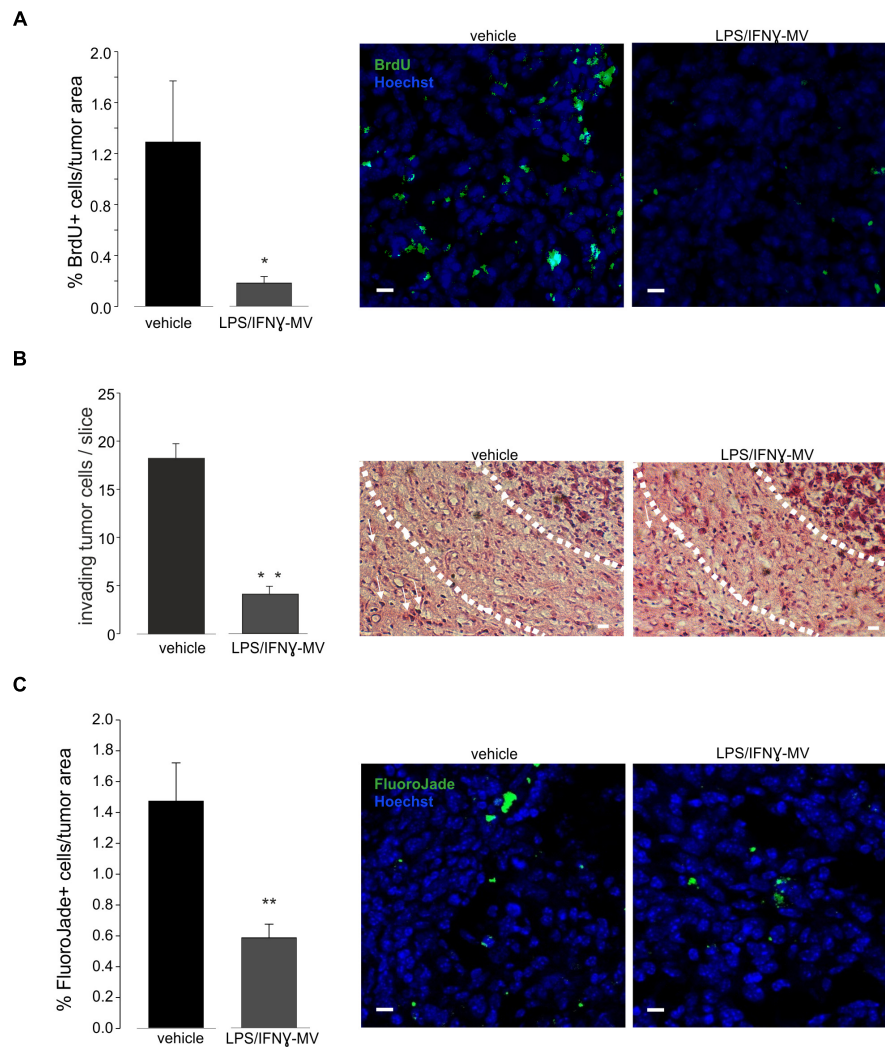 A
% BrdU+ cells/tumor area
2.0
1.6
1.2
0.8
0.4
0.0
*
vehicle
LPS/IFNɣ-MV
vehicle
LPS/IFNɣ-MV
BrdU
Hoechst
B
invading tumor cells / slice
25
20
15
10
5
0
* *
vehicle
LPS/IFNɣ-MV
vehicle
LPS/IFNɣ-MV
C
% FluoroJade+ cells/tumor area
2.0
1.8
1.6
1.4
1.2
1.0
0.8
0.6
0.4
0.2
0.0
**
vehicle
LPS/IFNɣ-MV
vehicle
LPS/IFNɣ-MV
FluoroJade
Hoechst